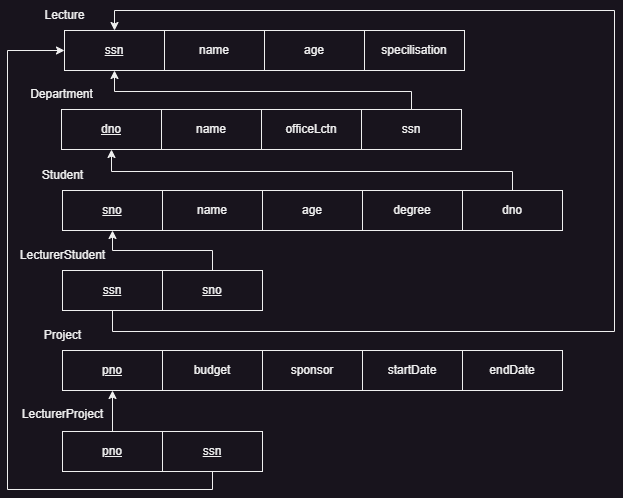 Lecture
ssn name age specilisation
Department
dno name officeLctn ssn
Student
sno name age degree dno
LecturerStudent
ssn sno
Project
pno budget sponsor startDate endDate
LecturerProject
pno ssn